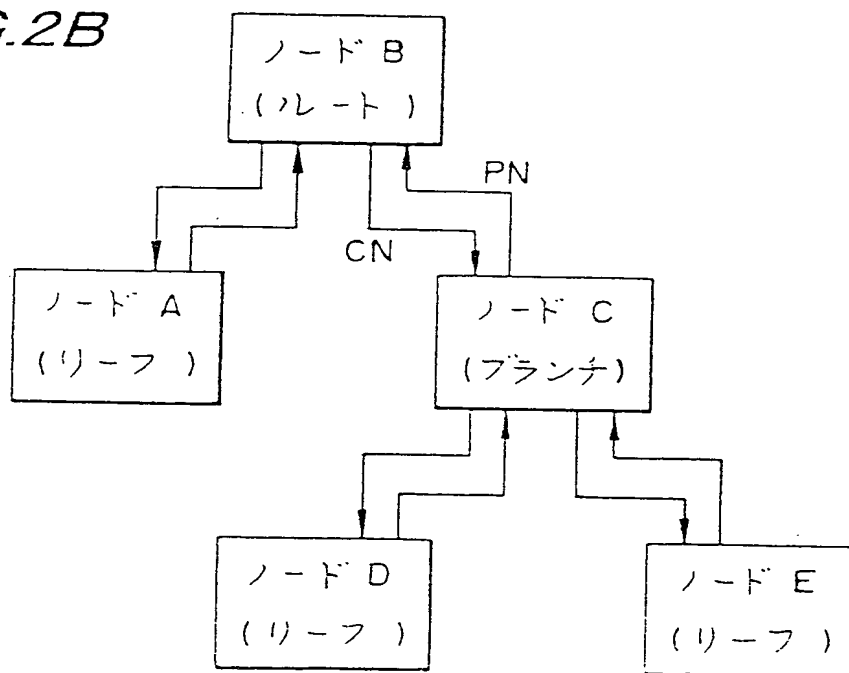 G.2B
ノード B
(ルート)
PN
CN
ノード A
(リーフ)
ノード C
(ブランチ)
ノード D
(リーフ)
ノード E
(リーフ)